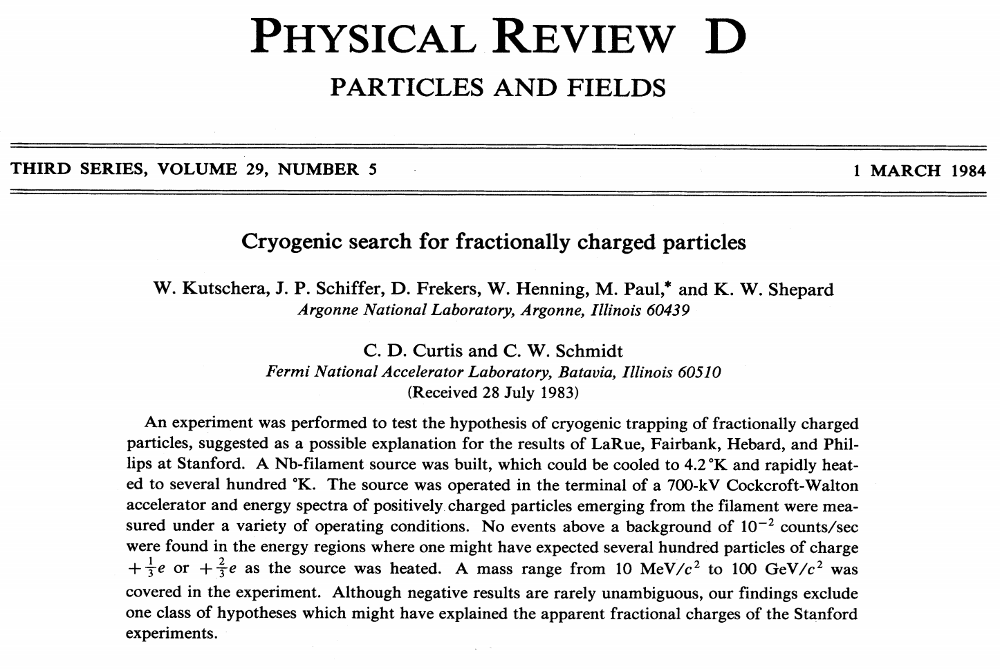 PHYSICAL REVIEW D
PARTICLES AND FIELDS
THIRD SERIES, VOLUME 29, NUMBER 5
1 MARCH 1984
Cryogenic search for fractionally charged particles
W. Kutschera, J. P. Schiffer, D. Frekers, W. Henning, M. Paul,* and K. W. Shepard
Argonne National Laboratory, Argonne, Illinois 60439
C. D. Curtis and C. W. Schmidt
Fermi National Accelerator Laboratory, Batavia, Illinois 60510
(Received 28 July 1983)
An experiment was performed to test the hypothesis of cryogenic trapping of fractionally charged
particles, suggested as a possible explanation for the results of LaRue, Fairbank, Hebard, and Phil-
lips at Stanford. A Nb-filament source was built, which could be cooled to 4.2 °K and rapidly heat-
ed to several hundred °K. The source was operated in the terminal of a 700-kV Cockcroft-Walton
accelerator and energy spectra of positively charged particles emerging from the filament were mea-
sured under a variety of operating conditions. No events above a background of 10⁻² counts/sec
were found in the energy regions where one might have expected several hundred particles of charge
+⅓e or +⅔e as the source was heated. A mass range from 10 MeV/c² to 100 GeV/c² was
covered in the experiment. Although negative results are rarely unambiguous, our findings exclude
one class of hypotheses which might have explained the apparent fractional charges of the Stanford
experiments.